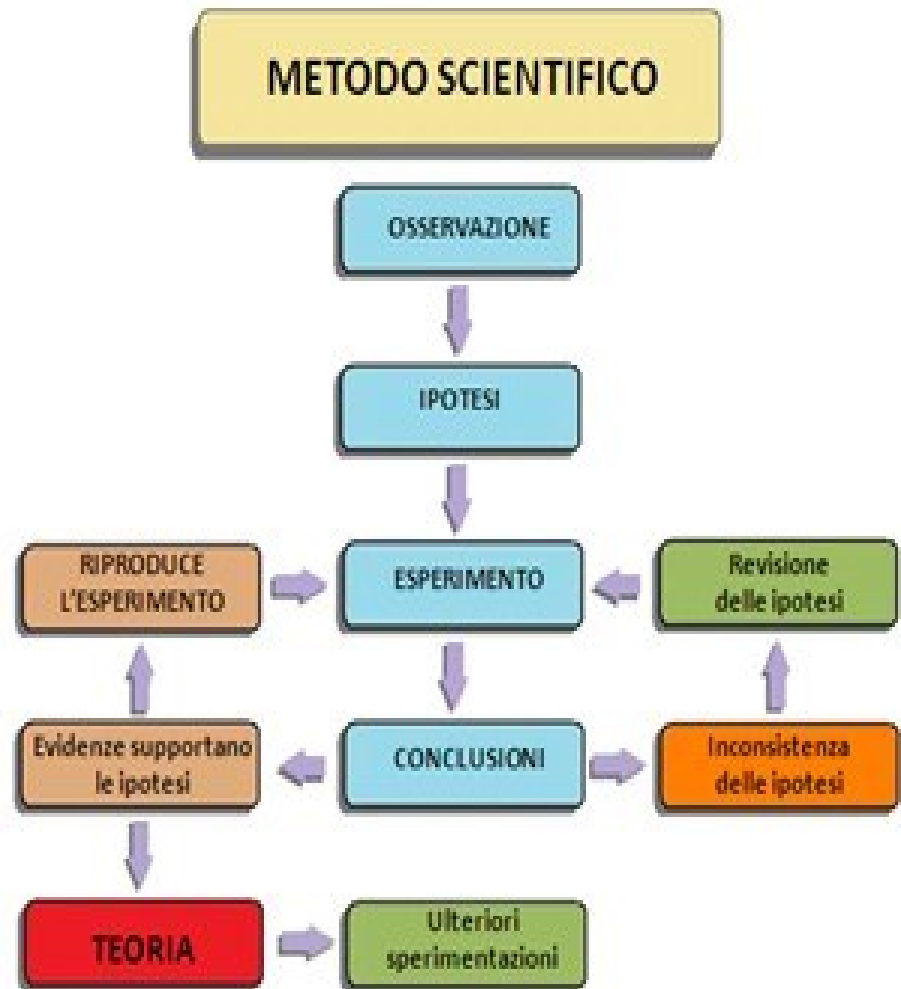 METODO SCIENTIFICO
OSSERVAZIONE
IPOTESI
RIPRODUCE
L'ESPERIMENTO
ESPERIMENTO
Revisione
delle ipotesi
Evidenze supportano
le ipotesi
CONCLUSIONI
Inconsistenza
delle ipotesi
TEORIA
Ulteriori
sperimentazioni